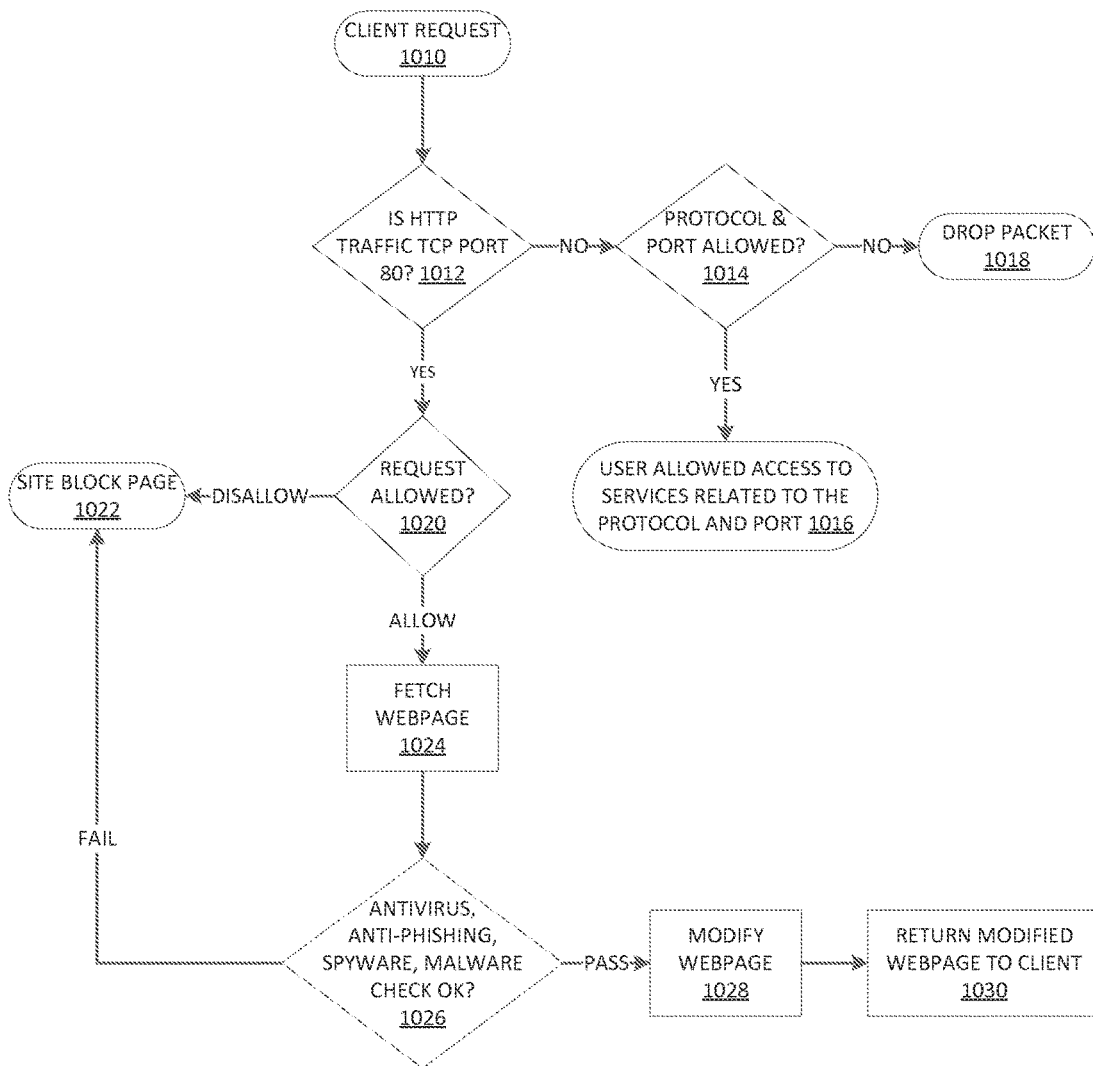 CLIENT REQUEST
1010
IS HTTP
TRAFFIC TCP PORT
80? 1012
NO
PROTOCOL &
PORT ALLOWED?
1014
NO
DROP PACKET
1018
YES
YES
USER ALLOWED ACCESS TO
SERVICES RELATED TO THE
PROTOCOL AND PORT 1016
REQUEST
ALLOWED?
1020
DISALLOW
SITE BLOCK PAGE
1022
ALLOW
FETCH
WEBPAGE
1024
FAIL
ANTIVIRUS,
ANTI-PHISHING,
SPYWARE, MALWARE
CHECK OK?
1026
PASS
MODIFY
WEBPAGE
1028
RETURN MODIFIED
WEBPAGE TO CLIENT
1030